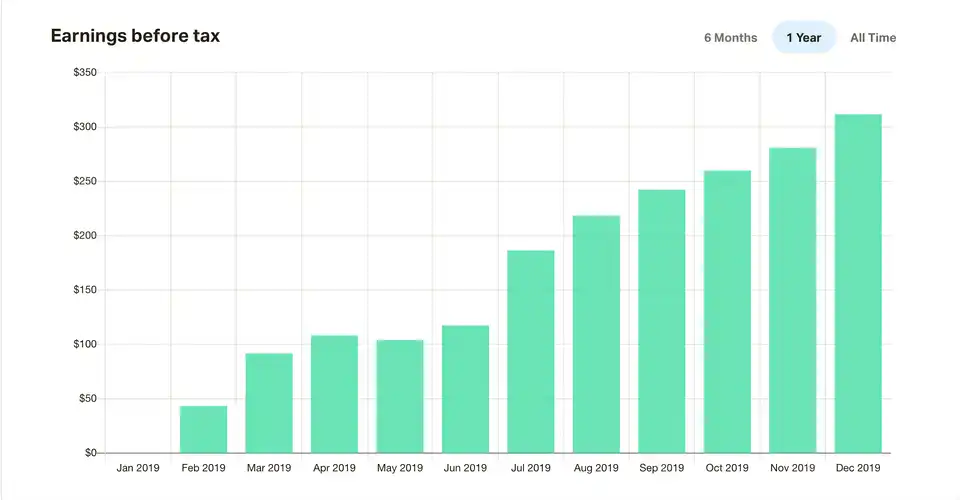 Earnings before tax
6 Months 1 Year All Time
$350
$300
$250
$200
$150
$100
$50
$0
Jan 2019 Feb 2019 Mar 2019 Apr 2019 May 2019 Jun 2019 Jul 2019 Aug 2019 Sep 2019 Oct 2019 Nov 2019 Dec 2019